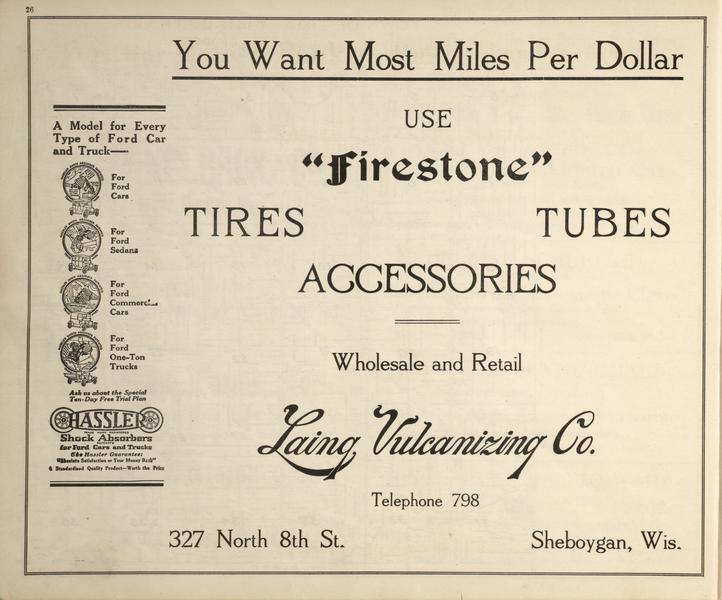 26
You Want Most Miles Per Dollar
A Model for Every
Type of Ford Car
and Truck—
For
Ford
Cars
For
Ford
Sedans
For
Ford
Cars
For
Ford
One-Ton
Trucks
Ask us about the Special
Ten-Day Free Trial Plan
HASSLER
TRADE MARK REGISTERED
Shock Absorbers
for Ford Cars and Trucks
The Hassler Guarantee:
"Absolute Satisfaction or Your Money Back"
A Standardized Quality Product—Worth the Price
USE
"Firestone"
TIRES TUBES
ACCESSORIES
Wholesale and Retail
Laing Vulcanizing Co.
Telephone 798
327 North 8th St. Sheboygan, Wis.